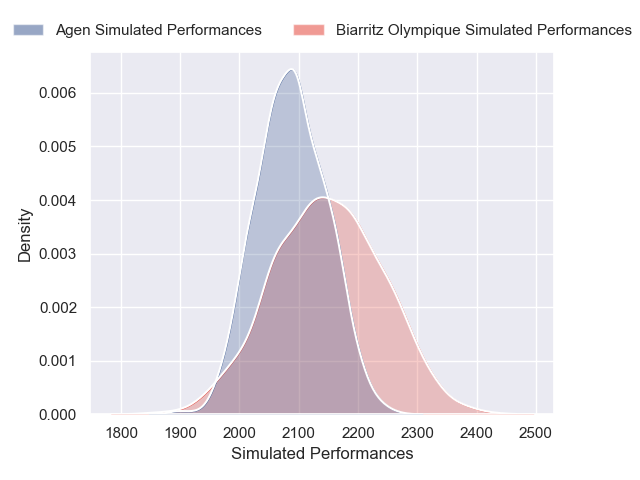 Agen Simulated Performances
Biarritz Olympique Simulated Performances
0.006
0.005
0.004
0.003
0.002
0.001
0.000
Density
1800 1900 2000 2100 2200 2300 2400 2500
Simulated Performances